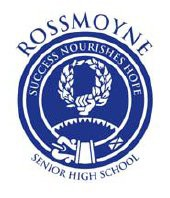 ROSSMOYNE
SUCCESS NOURISHES HOPE
SENIOR HIGH SCHOOL